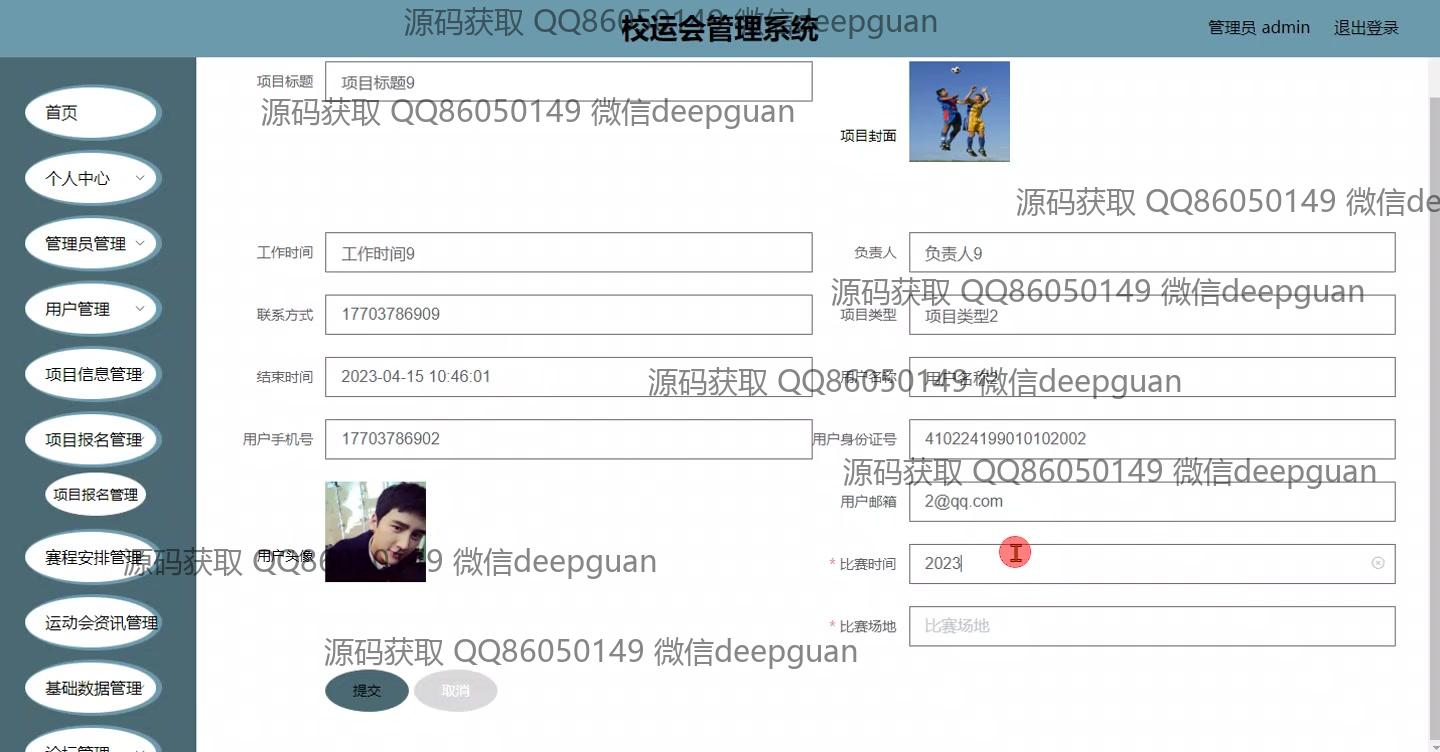 校运会管理系统
管理员 admin
退出登录
源码获取 QQ86050149 微信deepguan
首页
个人中心
管理员管理
用户管理
项目信息管理
项目报名管理
项目报名管理
赛程安排管理
运动会资讯管理
基础数据管理
论坛管理
项目标题
项目标题9
源码获取 QQ86050149 微信deepguan
项目封面
源码获取 QQ86050149 微信de
工作时间
工作时间9
负责人
负责人9
源码获取 QQ86050149 微信deepguan
联系方式
17703786909
项目类型
项目类型2
结束时间
2023-04-15 10:46:01
用户名称
用户名称2
源码获取 QQ86050149 微信deepguan
用户手机号
17703786902
用户身份证号
410224199010102002
源码获取 QQ86050149 微信deepguan
用户头像
用户邮箱
2@qq.com
源码获取 QQ86050149 微信deepguan
* 比赛时间
2023
* 比赛场地
比赛场地
源码获取 QQ86050149 微信deepguan
提交
取消